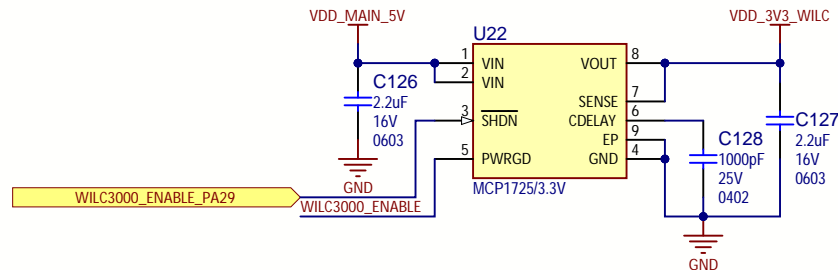 VDD_MAIN_5V
VDD_3V3_WILC
U22
1 VIN VOUT 8
2 VIN
SENSE 7
3 SHDN CDELAY 6
EP 9
5 PWRGD GND 4
MCP1725/3.3V
C126
2.2uF
16V
0603
GND
C128
1000pF
25V
0402
C127
2.2uF
16V
0603
GND
WILC3000_ENABLE_PA29
WILC3000_ENABLE